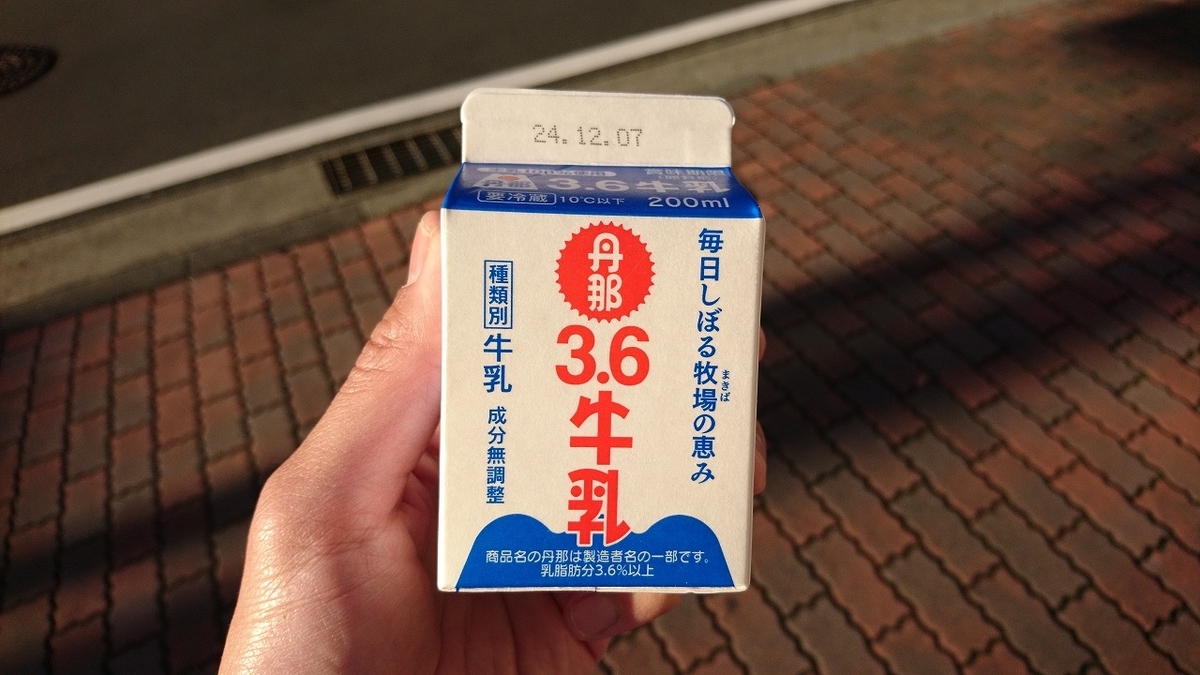 24.12.07
丹那 3.6牛乳
賞味期限
要冷蔵 10℃以下 200ml
毎日しぼる牧場の恵み
まきば
丹那
3.6
牛乳
種類別 牛乳 成分無調整
商品名の丹那は製造者名の一部です。
乳脂肪分3.6%以上